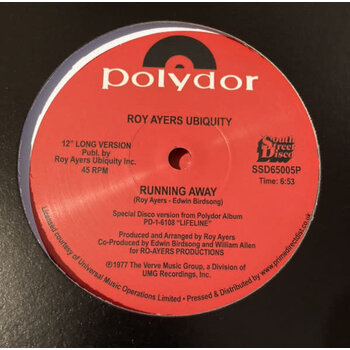 polydor
ROY AYERS UBIQUITY
12" LONG VERSION
Publ. by
Roy Ayers Ubiquity Inc.
45 RPM
South
Street
Disco
SSD65005P
Time: 6:53
RUNNING AWAY
(Roy Ayers - Edwin Birdsong)
Special Disco version from Polydor Album
PD-1-6108 "LIFELINE"
Produced and Arranged by Roy Ayers
Co-Produced by Edwin Birdsong and William Allen
for RO-AYERS PRODUCTIONS
℗1977 The Verve Music Group, a Division of
UMG Recordings, Inc.
Licensed courtesy of Universal Music Operations Limited • Pressed & Distributed by www.primedirectdist.co.uk